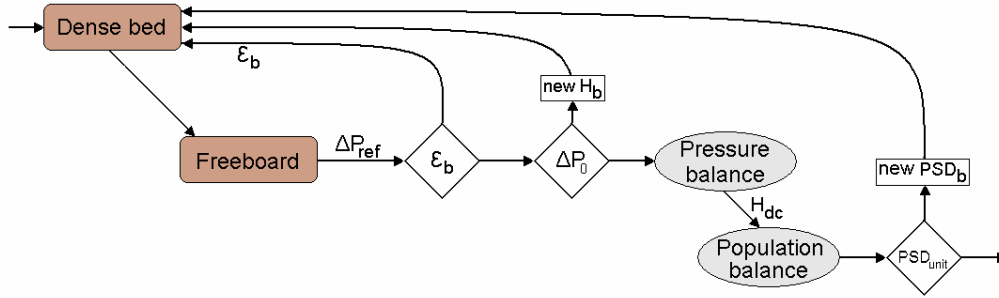 Dense bed
εb
new Hb
Freeboard
ΔPref
εb
ΔP0
Pressure
balance
new PSDb
Hdc
Population
balance
PSDunit